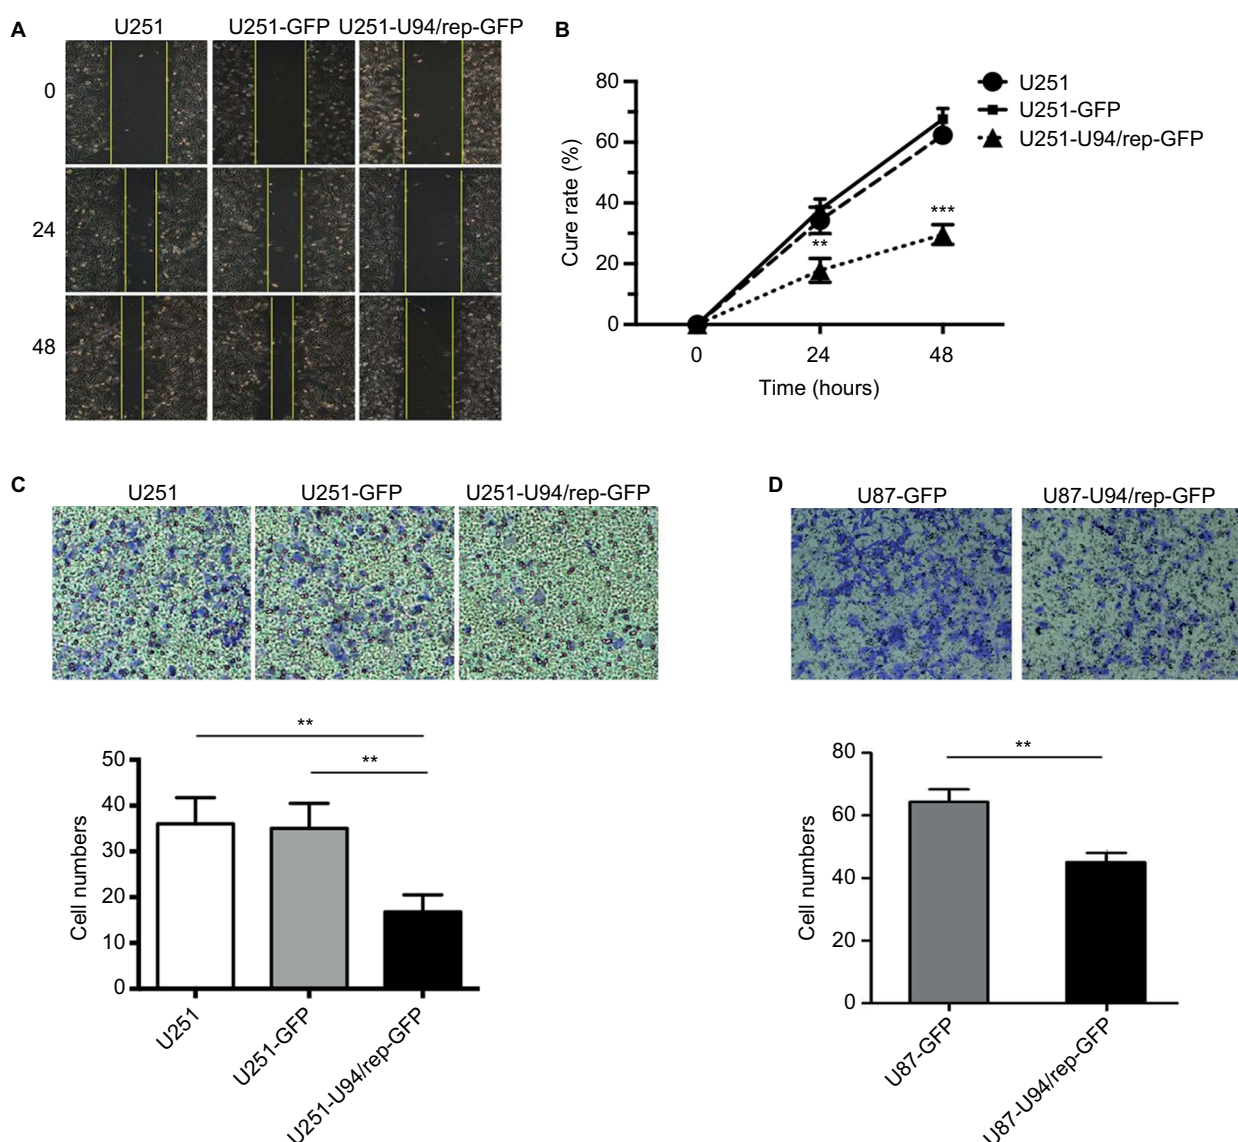 A
U251
U251-GFP
U251-U94/rep-GFP
0
24
48
B
80
60
40
20
0
Cure rate (%)
**
***
0
24
48
Time (hours)
U251
U251-GFP
U251-U94/rep-GFP
C
U251
U251-GFP
U251-U94/rep-GFP
**
**
50
40
30
20
10
0
Cell numbers
U251
U251-GFP
U251-U94/rep-GFP
D
U87-GFP
U87-U94/rep-GFP
**
80
60
40
20
0
Cell numbers
U87-GFP
U87-U94/rep-GFP